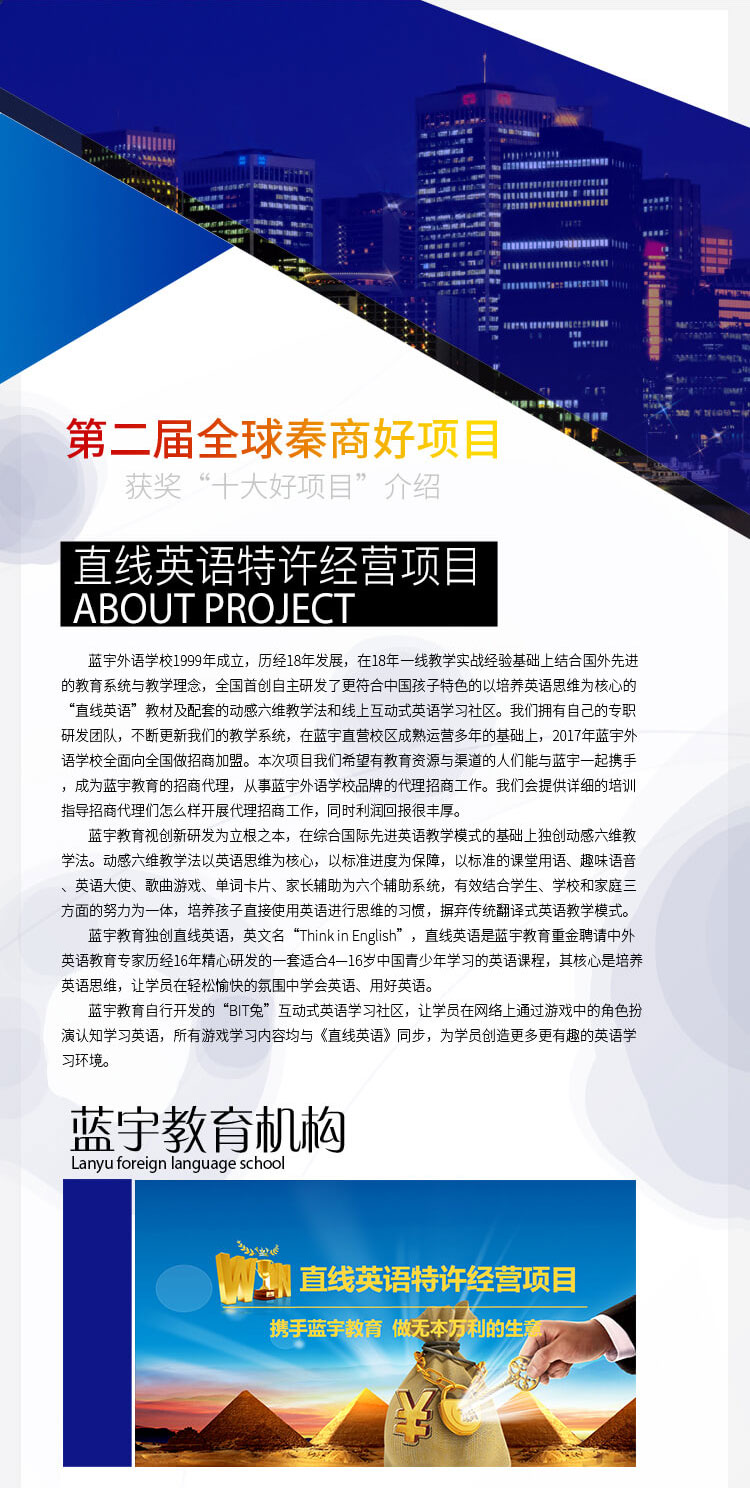 第二届全球秦商好项目
获奖“十大好项目”介绍
直线英语特许经营项目
ABOUT PROJECT
蓝宇外语学校1999年成立，历经18年发展，在18年一线教学实战经验基础上结合国外先进
的教育系统与教学理念，全国首创自主研发了更符合中国孩子特色的以培养英语思维为核心的
“直线英语”教材及配套的动感六维教学法和线上互动式英语学习社区。我们拥有自己的专职
研发团队，不断更新我们的教学系统，在蓝宇直营校区成熟运营多年的基础上，2017年蓝宇外
语学校全面向全国做招商加盟。本次项目我们希望有教育资源与渠道的人们能与蓝宇一起携手
，成为蓝宇教育的招商代理，从事蓝宇外语学校品牌的代理招商工作。我们会提供详细的培训
指导招商代理们怎么样开展代理招商工作，同时利润回报很丰厚。
蓝宇教育视创新研发为立根之本，在综合国际先进英语教学模式的基础上独创动感六维教
学法。动感六维教学法以英语思维为核心，以标准进度为保障，以标准的课堂用语、趣味语音
、英语大使、歌曲游戏、单词卡片、家长辅助为六个辅助系统，有效结合学生、学校和家庭三
方面的努力为一体，培养孩子直接使用英语进行思维的习惯，摒弃传统翻译式英语教学模式。
蓝宇教育独创直线英语，英文名“Think in English”，直线英语是蓝宇教育重金聘请中外
英语教育专家历经16年精心研发的一套适合4—16岁中国青少年学习的英语课程，其核心是培养
英语思维，让学员在轻松愉快的氛围中学会英语、用好英语。
蓝宇教育自行开发的“BIT兔”互动式英语学习社区，让学员在网络上通过游戏中的角色扮
演认知学习英语，所有游戏学习内容均与《直线英语》同步，为学员创造更多更有趣的英语学
习环境。
蓝宇教育机构
Lanyu foreign language school
WIN 直线英语特许经营项目
携手蓝宇教育 做无本万利的生意
¥